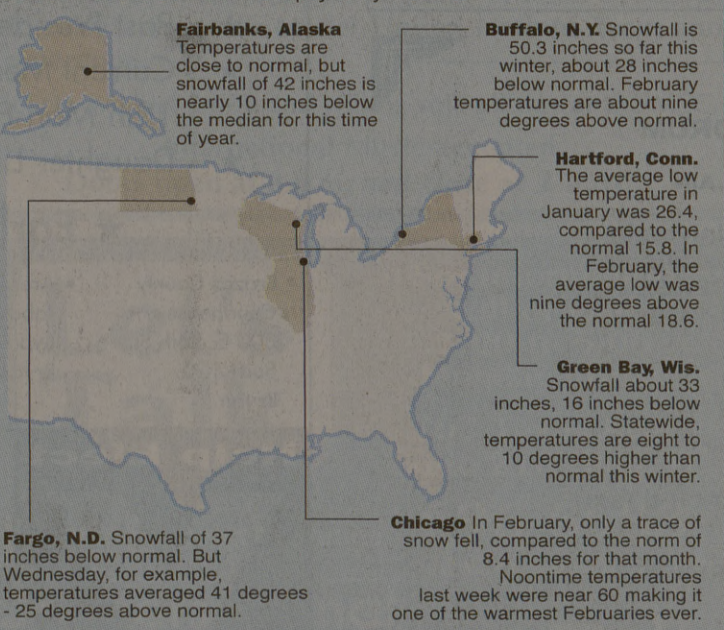 Fairbanks, Alaska
Temperatures are
close to normal, but
snowfall of 42 inches is
nearly 10 inches below
the median for this time
of year.
Buffalo, N.Y. Snowfall is
50.3 inches so far this
winter, about 28 inches
below normal. February
temperatures are about nine
degrees above normal.
Hartford, Conn.
The average low
temperature in
January was 26.4,
compared to the
normal 15.8. In
February, the
average low was
nine degrees above
the normal 18.6.
Green Bay, Wis.
Snowfall about 33
inches, 16 inches below
normal. Statewide,
temperatures are eight to
10 degrees higher than
normal this winter.
Chicago In February, only a trace of
snow fell, compared to the norm of
8.4 inches for that month.
Noontime temperatures
last week were near 60 making it
one of the warmest Februaries ever.
Fargo, N.D. Snowfall of 37
inches below normal. But
Wednesday, for example,
temperatures averaged 41 degrees
- 25 degrees above normal.